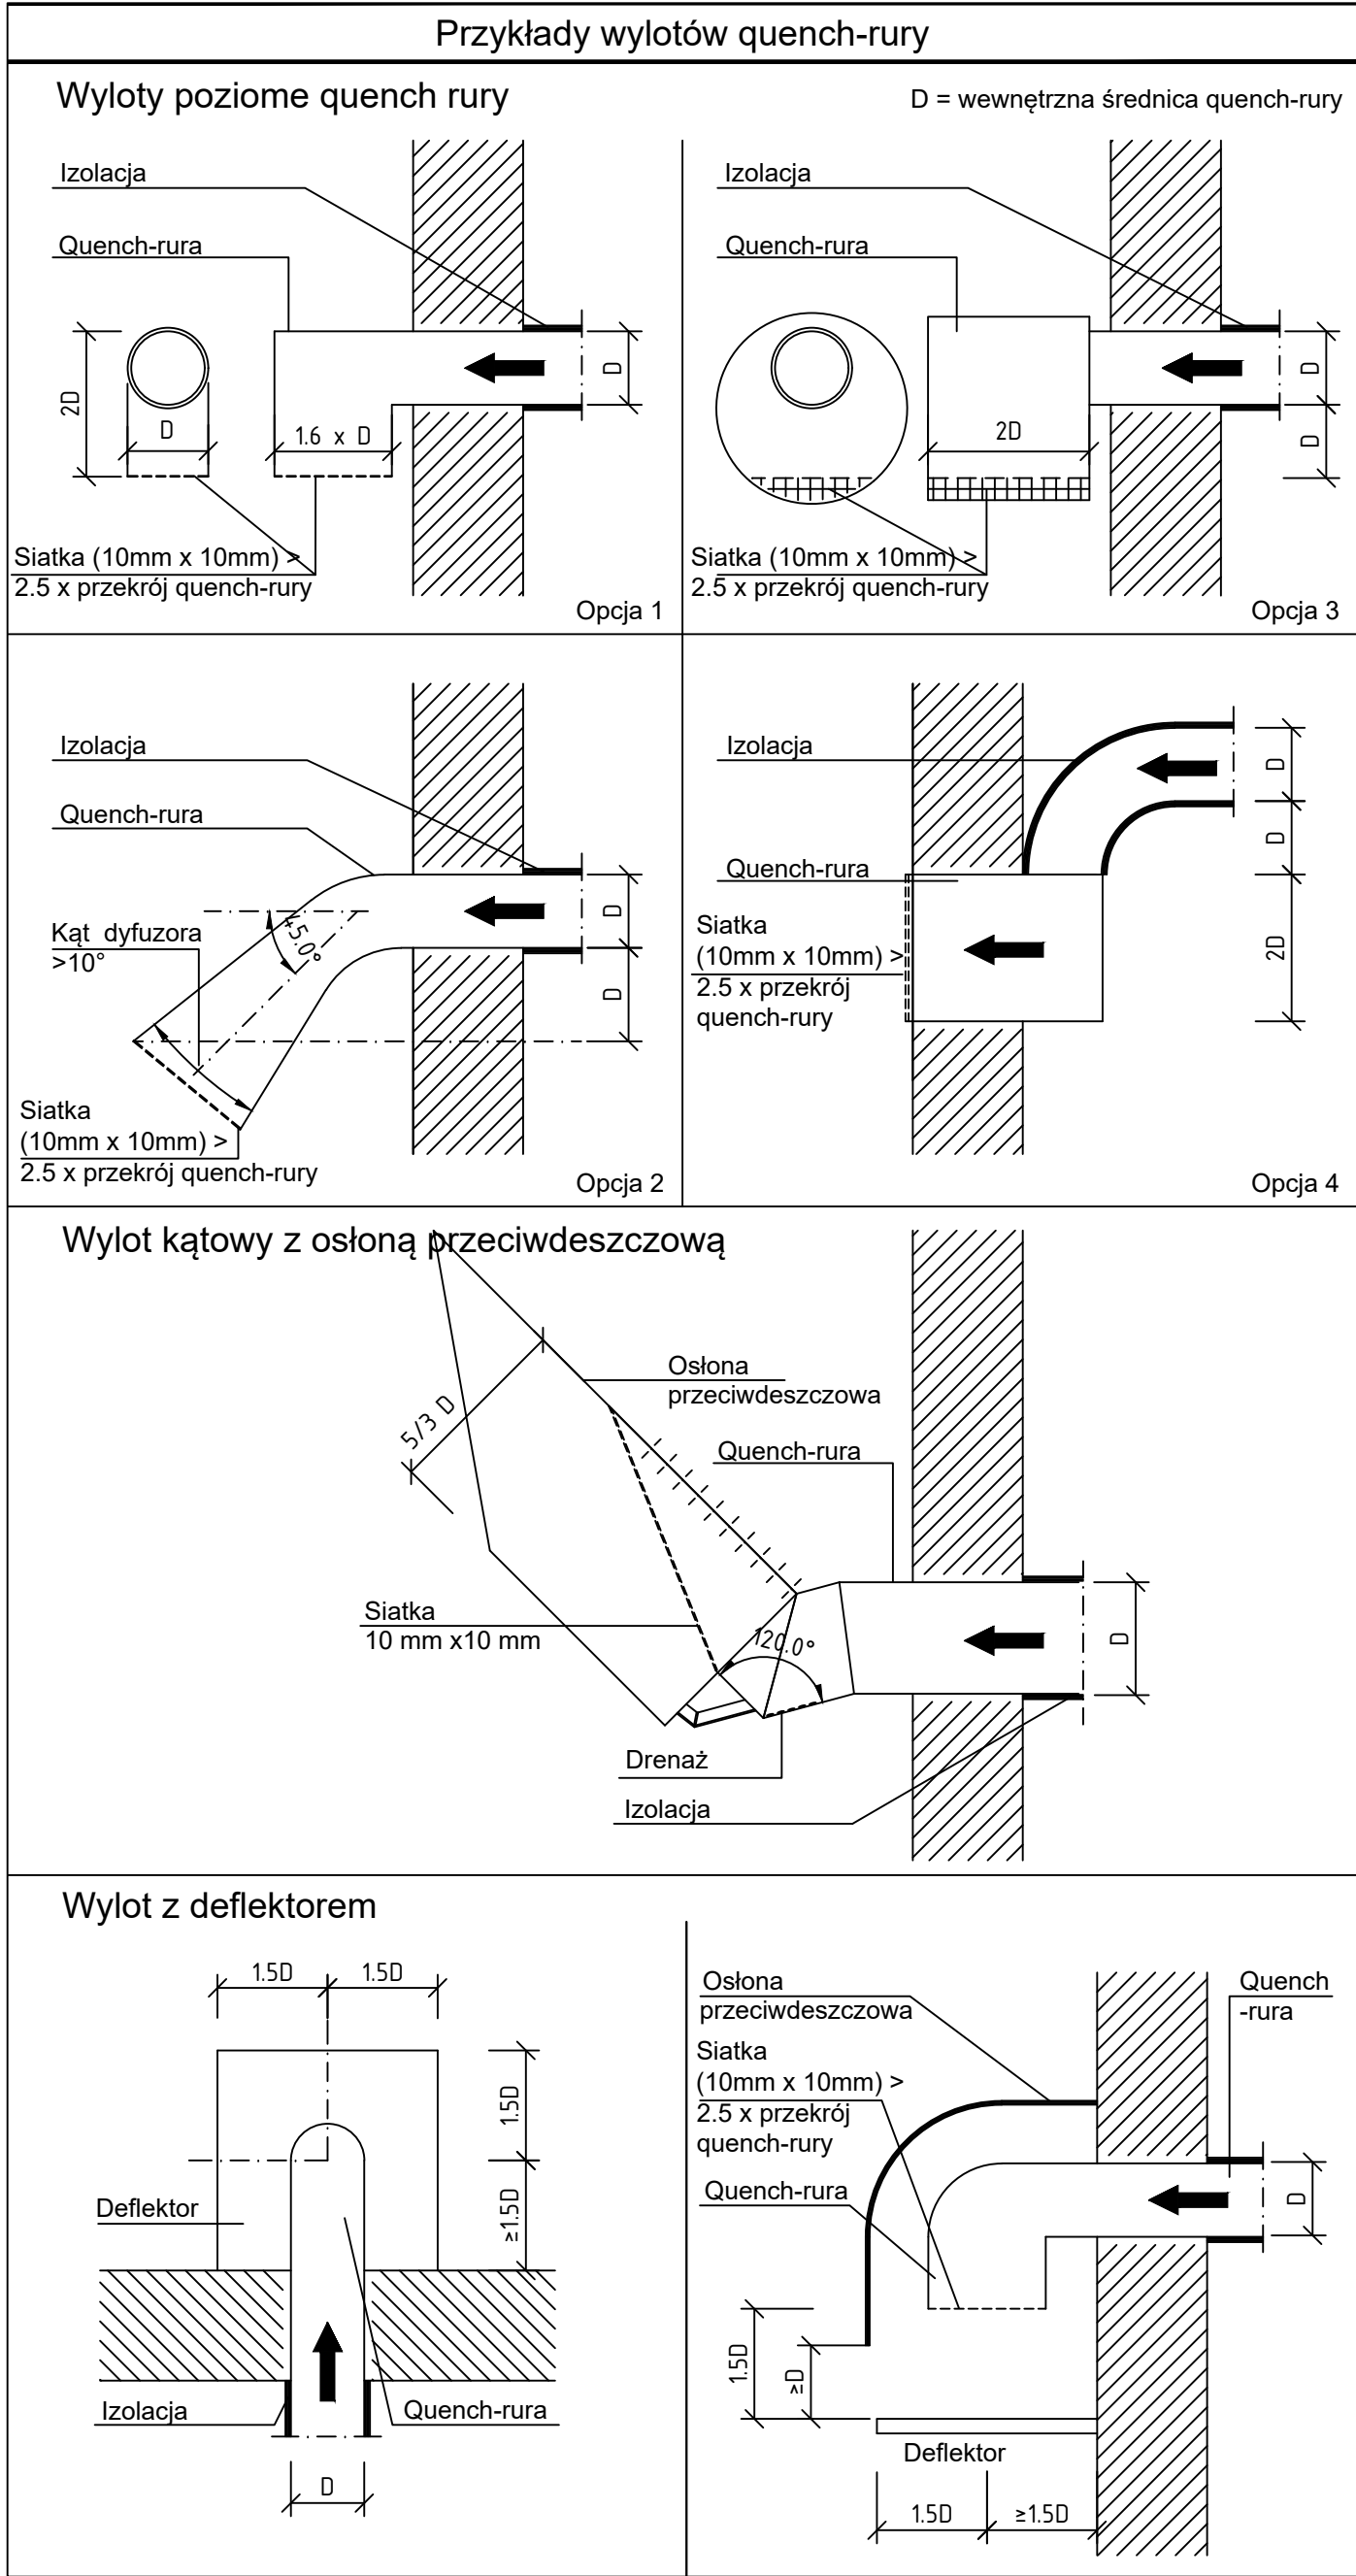 Przykłady wylotów quench-rury
Wyloty poziome quench rury
D = wewnętrzna średnica quench-rury
Izolacja
Quench-rura
2D
D
1.6 x D
D
Siatka (10mm x 10mm) >
2.5 x przekrój quench-rury
Opcja 1
Izolacja
Quench-rura
2D
D
D
Siatka (10mm x 10mm) >
2.5 x przekrój quench-rury
Opcja 3
Izolacja
Quench-rura
Kąt dyfuzora
>10°
45.0°
D
D
Siatka
(10mm x 10mm) >
2.5 x przekrój quench-rury
Opcja 2
Izolacja
Quench-rura
Siatka
(10mm x 10mm) >
2.5 x przekrój
quench-rury
D
D
2D
Opcja 4
Wylot kątowy z osłoną przeciwdeszczową
5/3 D
Osłona
przeciwdeszczowa
Quench-rura
Siatka
10 mm x10 mm
120.0°
D
Drenaż
Izolacja
Wylot z deflektorem
1.5D
1.5D
1.5D
≥1.5D
Deflektor
Izolacja
Quench-rura
D
Osłona
przeciwdeszczowa
Quench
-rura
Siatka
(10mm x 10mm) >
2.5 x przekrój
quench-rury
Quench-rura
D
1.5D
≥D
Deflektor
1.5D
≥1.5D